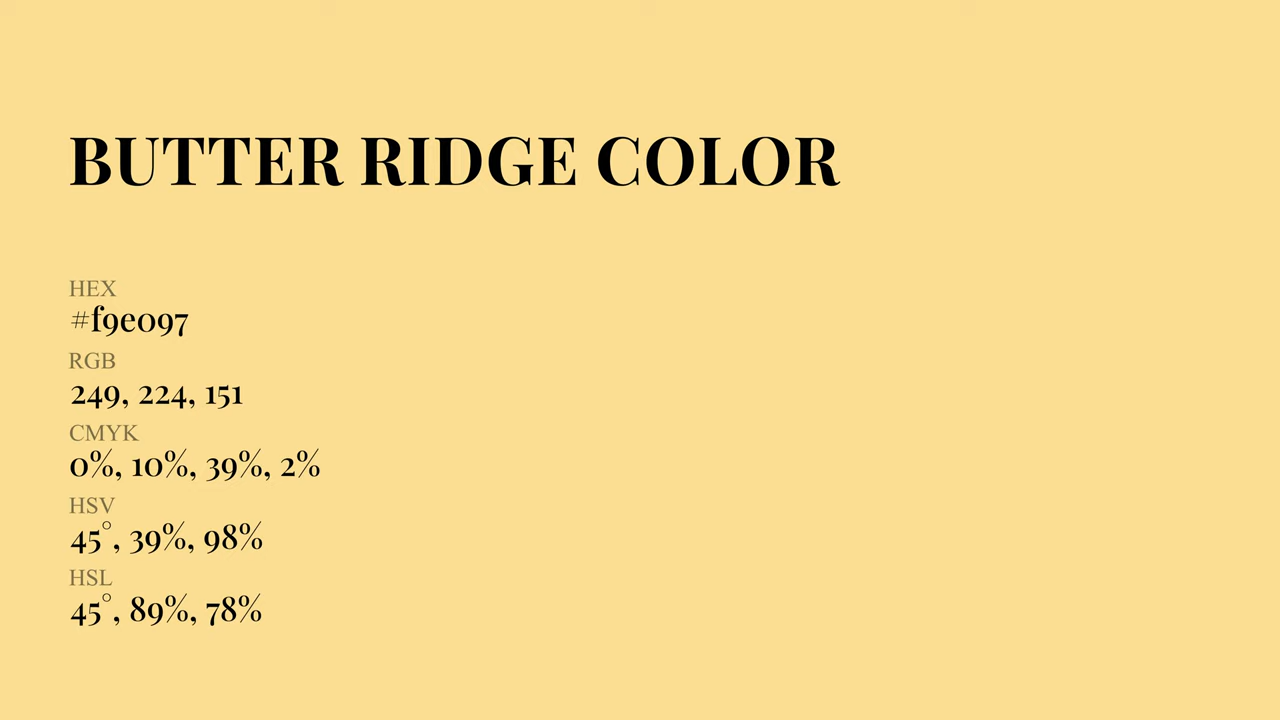 BUTTER RIDGE COLOR
HEX
#f9e097
RGB
249, 224, 151
CMYK
0%, 10%, 39%, 2%
HSV
45°, 39%, 98%
HSL
45°, 89%, 78%